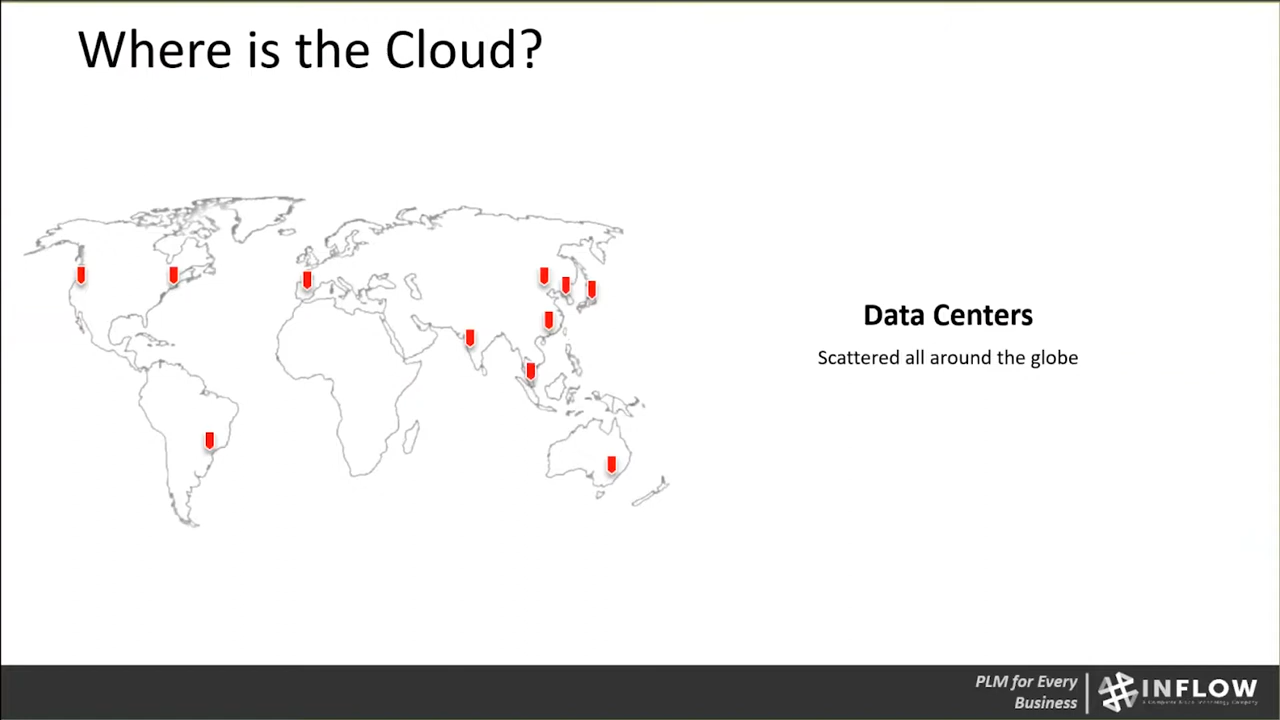 Where is the Cloud?
Data Centers
Scattered all around the globe
PLM for Every
Business
INFLOW